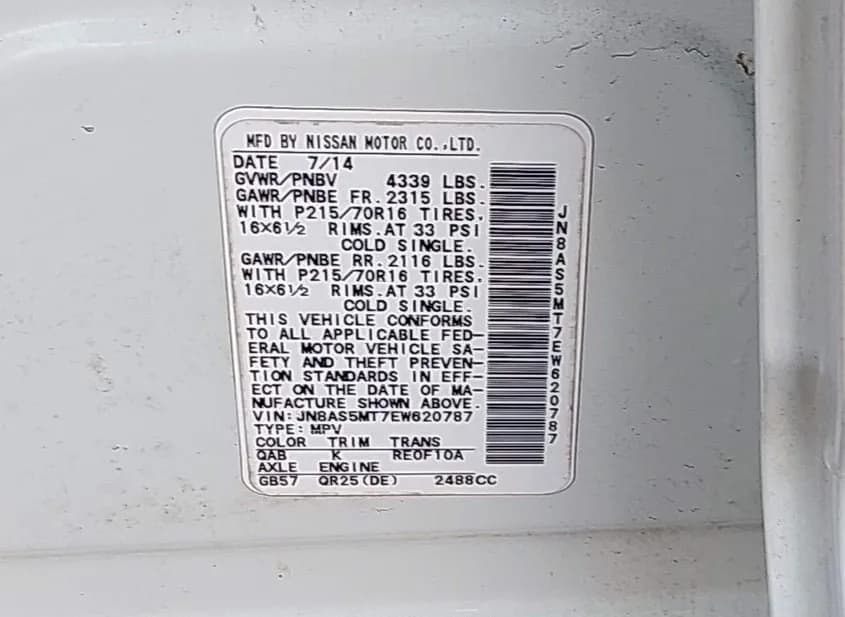 MFD BY NISSAN MOTOR CO.,LTD.
DATE 7/14
GVWR/PNBV 4339 LBS.
GAWR/PNBE FR. 2315 LBS.
WITH P215/70R16 TIRES,
16×6½ RIMS.AT 33 PSI
COLD SINGLE.
GAWR/PNBE RR. 2116 LBS.
WITH P215/70R16 TIRES,
16×6½ RIMS.AT 33 PSI
COLD SINGLE.
THIS VEHICLE CONFORMS
TO ALL APPLICABLE FED-
ERAL MOTOR VEHICLE SA-
FETY AND THEFT PREVEN-
TION STANDARDS IN EFF-
ECT ON THE DATE OF MA-
NUFACTURE SHOWN ABOVE.
VIN: JN8AS5MT7EW620787
TYPE: MPV
COLOR TRIM TRANS
QAB K RE0F10A
AXLE ENGINE
GB57 QR25(DE) 2488CC
JN8AS5MT7EW620787